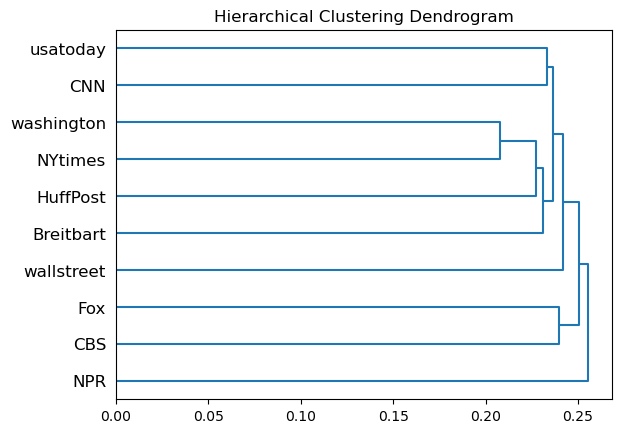 Hierarchical Clustering Dendrogram
usatoday
CNN
washington
NYtimes
HuffPost
Breitbart
wallstreet
Fox
CBS
NPR
0.00 0.05 0.10 0.15 0.20 0.25